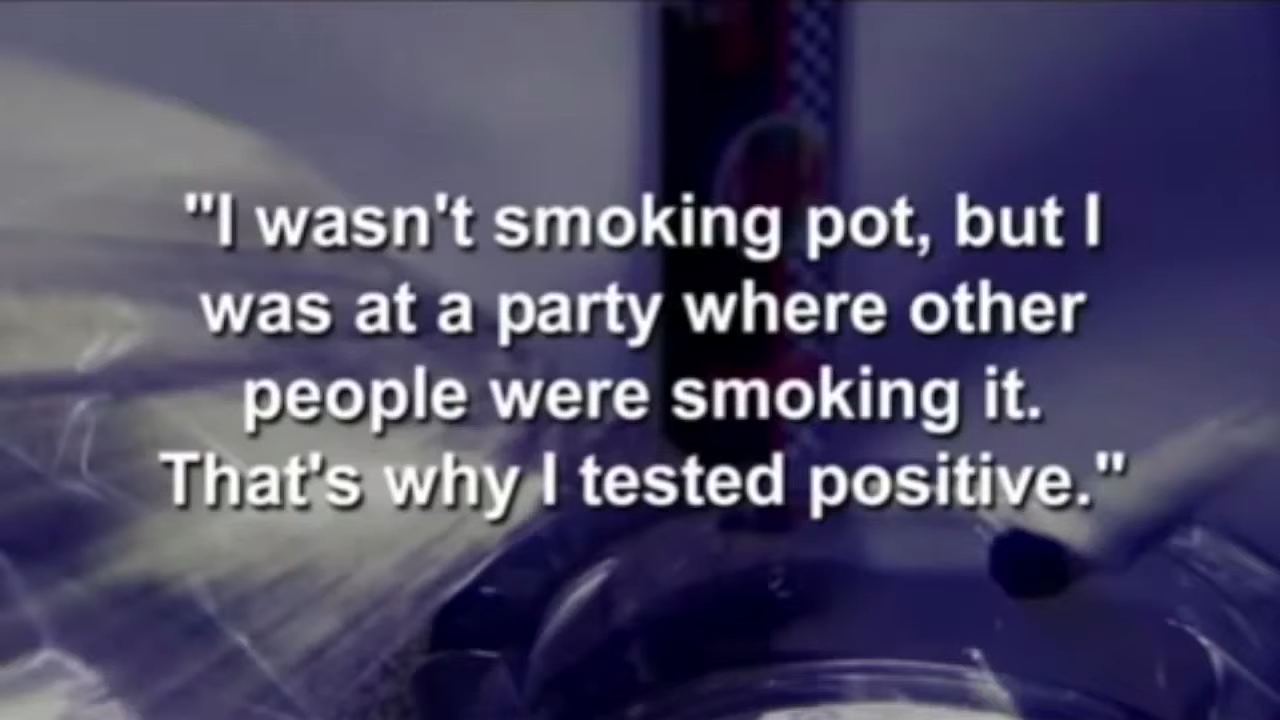 "I wasn't smoking pot, but I
was at a party where other
people were smoking it.
That's why I tested positive."